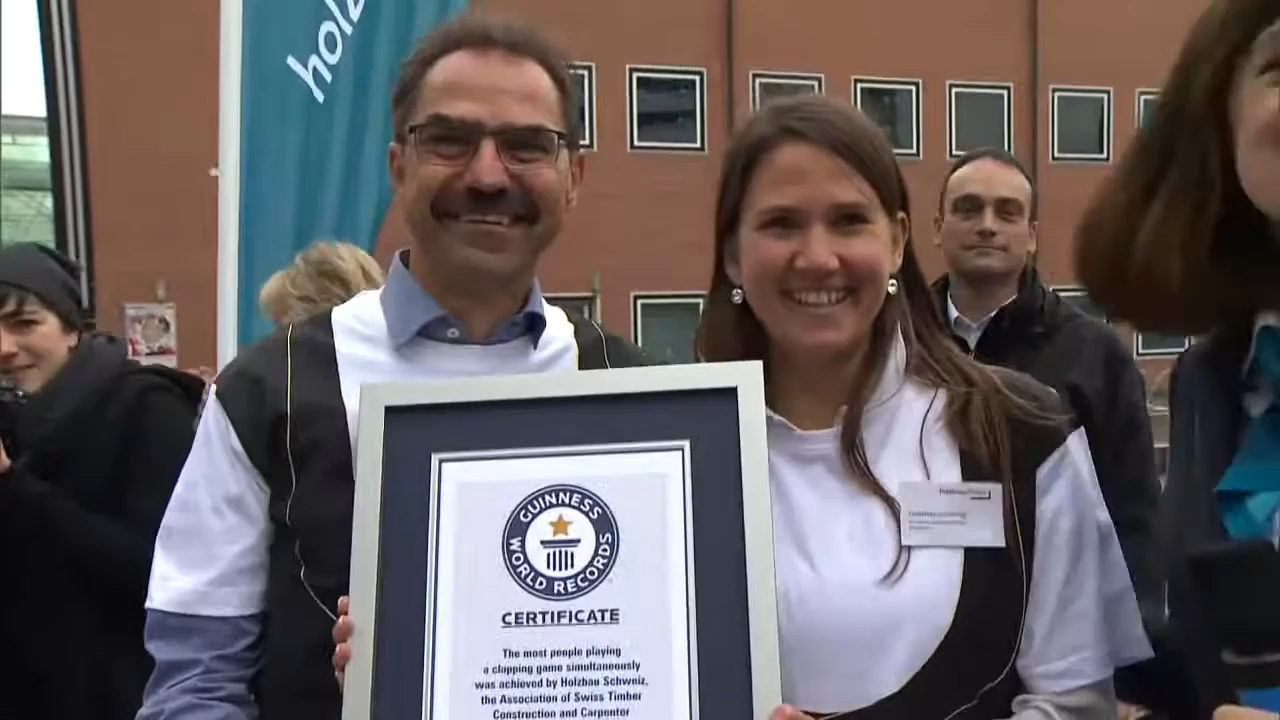 holz
GUINNESS
WORLD RECORDS
CERTIFICATE
The most people playing
a clapping game simultaneously
was achieved by Holzbau Schweiz,
the Association of Swiss Timber
Construction and Carpenter